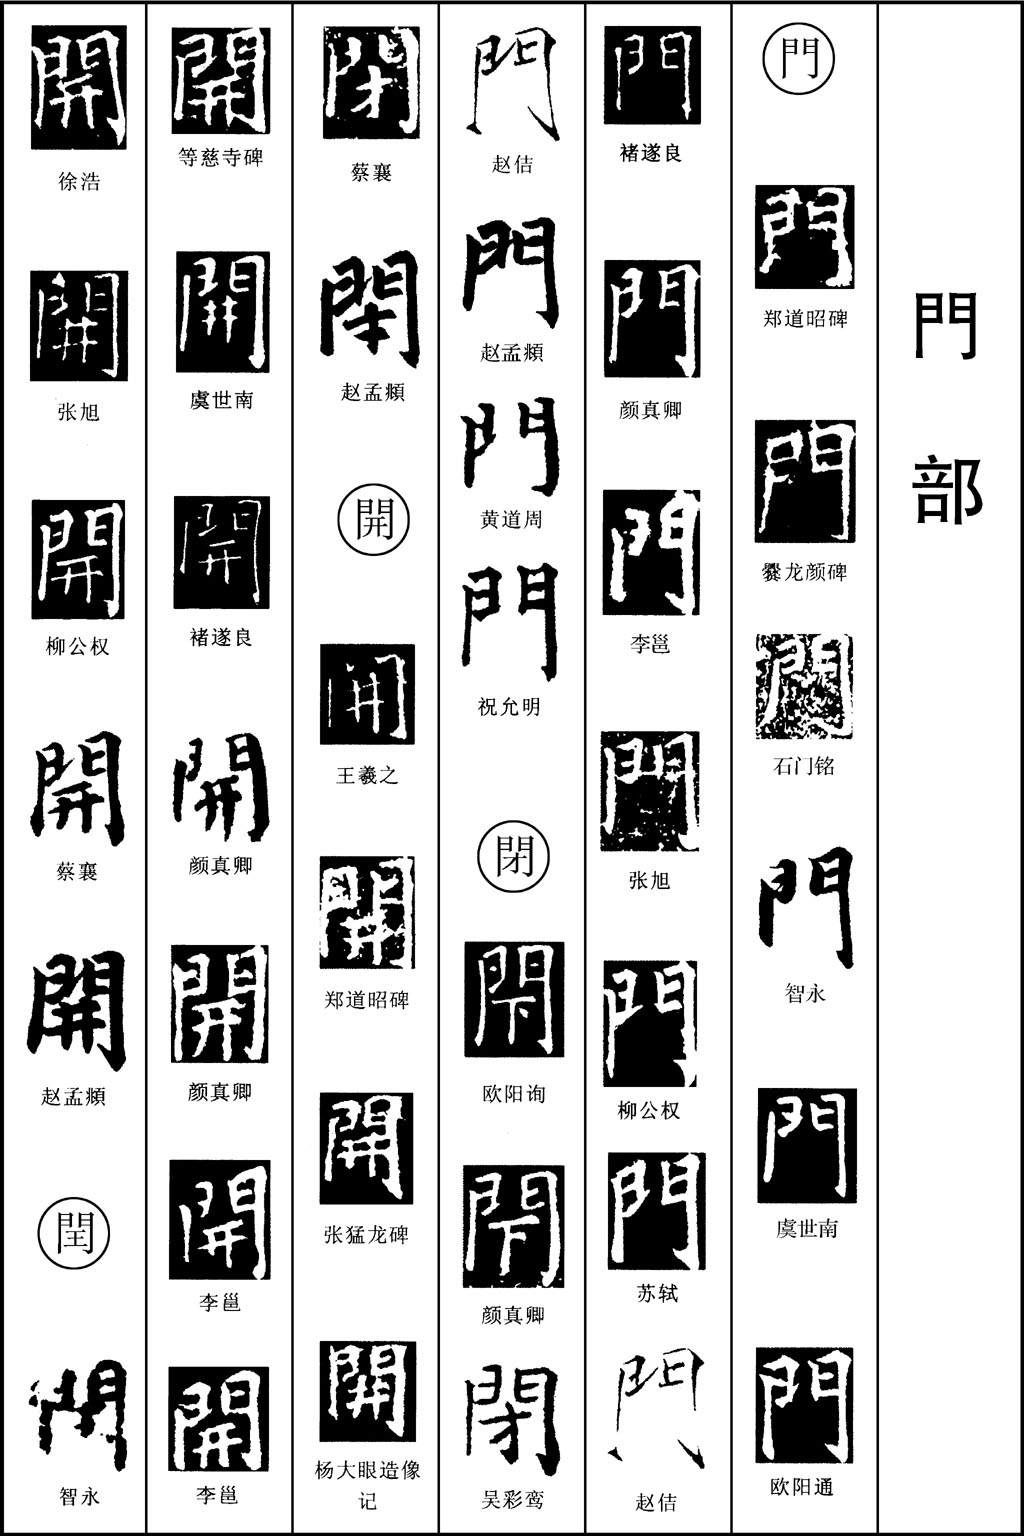 門部
門
門
郑道昭碑
門
爨龙颜碑
門
石门铭
門
智永
門
虞世南
門
欧阳通
門
褚遂良
門
颜真卿
門
李邕
門
张旭
門
柳公权
門
苏轼
門
赵佶
門
赵佶
門
赵孟頫
門
黄道周
門
祝允明
閉
閇
欧阳询
閇
颜真卿
閉
吴彩鸾
閉
蔡襄
閉
赵孟頫
開
開
王羲之
開
郑道昭碑
開
张猛龙碑
開
杨大眼造像
记
開
等慈寺碑
開
虞世南
開
褚遂良
開
颜真卿
開
颜真卿
開
李邕
開
李邕
開
徐浩
開
张旭
開
柳公权
開
蔡襄
開
赵孟頫
閏
閏
智永